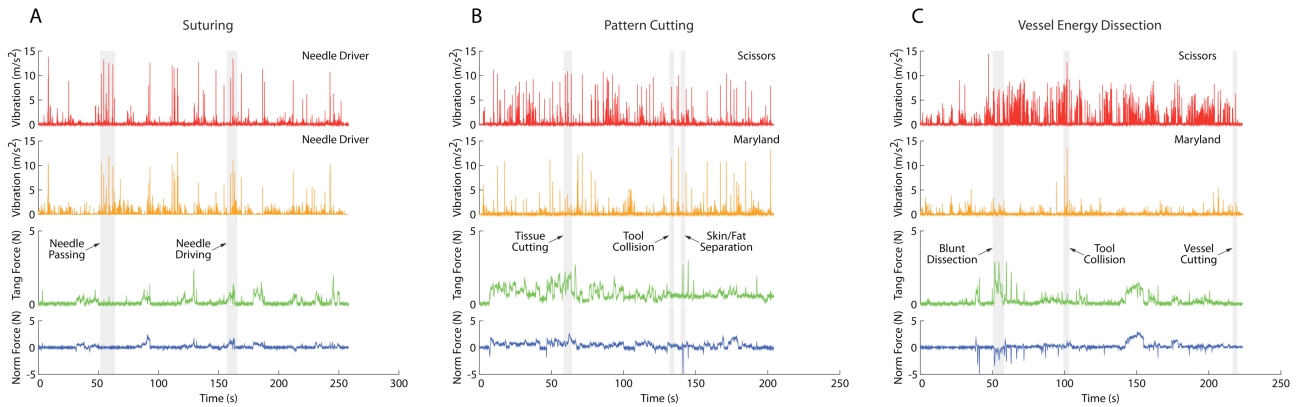 A
Suturing
Needle Driver
Vibration (m/s²)
15
10
5
0
Needle Driver
Vibration (m/s²)
15
10
5
0
Tang Force (N)
5
0
Needle
Passing
Needle
Driving
Norm Force (N)
5
0
-5
0
50
100
150
200
250
300
Time (s)
B
Pattern Cutting
Scissors
Vibration (m/s²)
15
10
5
0
Maryland
Vibration (m/s²)
15
10
5
0
Tang Force (N)
5
0
Tissue
Cutting
Tool
Collision
Skin/Fat
Separation
Norm Force (N)
5
0
-5
0
50
100
150
200
250
Time (s)
C
Vessel Energy Dissection
Scissors
Vibration (m/s²)
15
10
5
0
Maryland
Vibration (m/s²)
15
10
5
0
Tang Force (N)
5
0
Blunt
Dissection
Tool
Collision
Vessel
Cutting
Norm Force (N)
5
0
-5
0
50
100
150
200
250
Time (s)